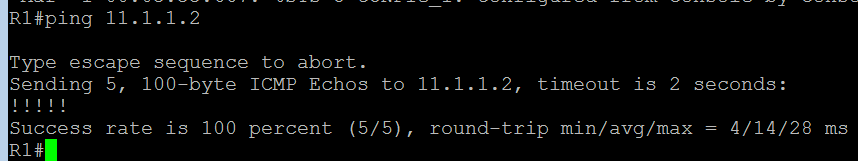 R1#ping 11.1.1.2
Type escape sequence to abort.
Sending 5, 100-byte ICMP Echos to 11.1.1.2, timeout is 2 seconds:
!!!!!
Success rate is 100 percent (5/5), round-trip min/avg/max = 4/14/28 ms
R1#